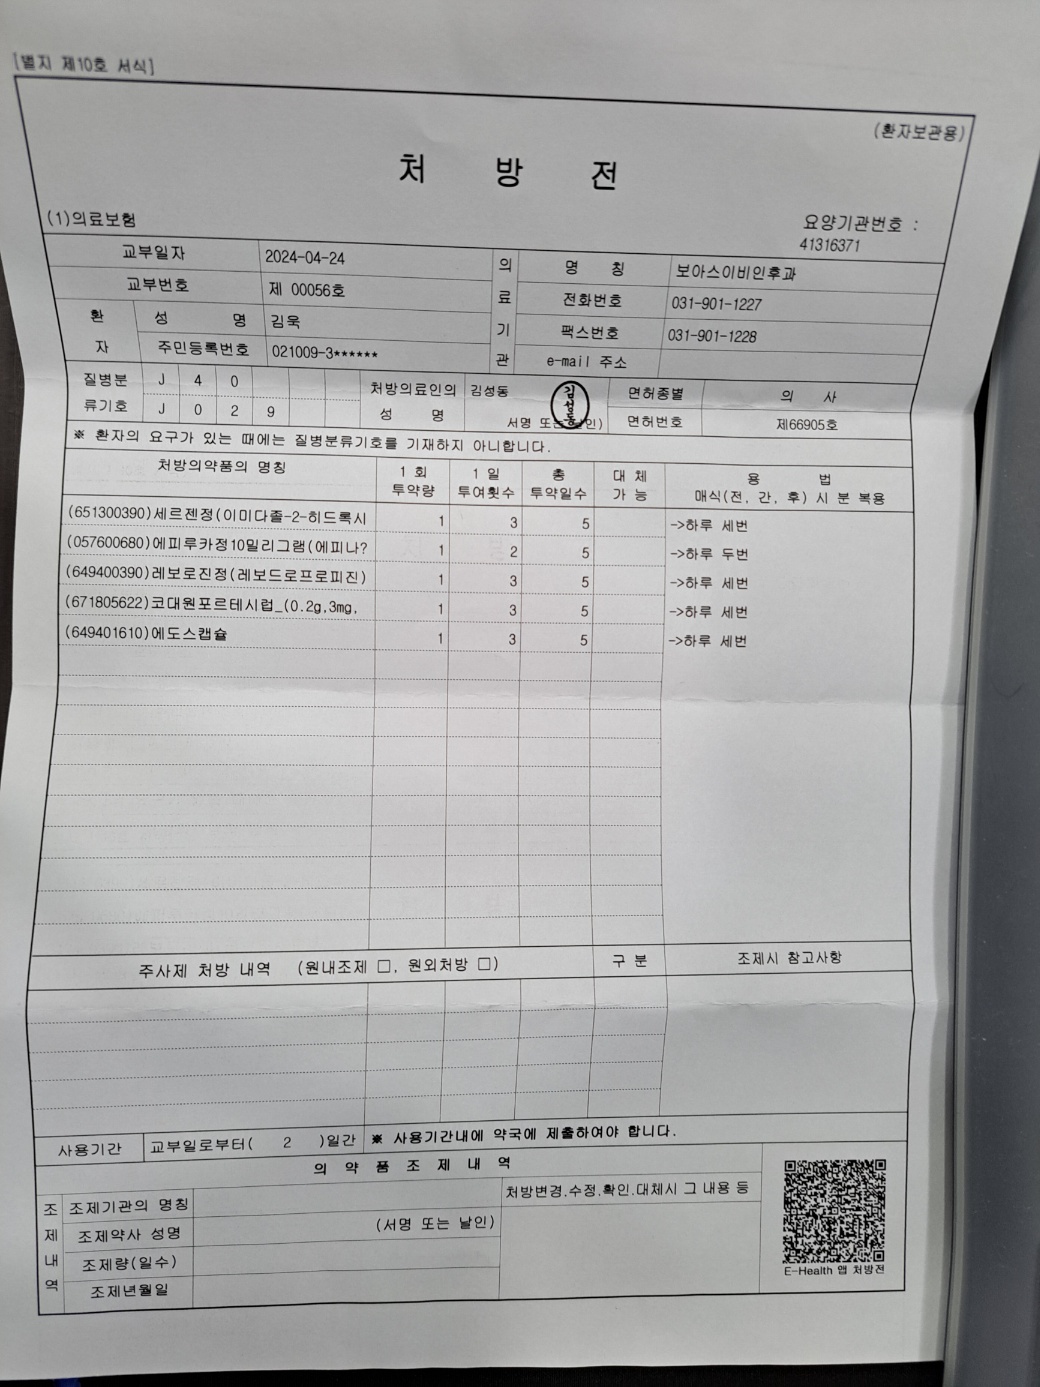 [별지 제10호 서식]
(환자보관용)
처 방 전
(1)의료보험
요양기관번호 :
41316371
교부일자 2024-04-24
교부번호 제 00056호
환자
성 명 김욱
주민등록번호 021009-3******
의료기관
명 칭 보아스이비인후과
전화번호 031-901-1227
팩스번호 031-901-1228
e-mail 주소
질병분류기호
J 4 0
J 0 2 9
처방의료인의 성 명
김성동
김성동
서명 또는 날인)
면허종별 의 사
면허번호 제66905호
※ 환자의 요구가 있는 때에는 질병분류기호를 기재하지 아니합니다.
처방의약품의 명칭 1 회 투약량 1 일 투여횟수 총 투약일수 대 체 가 능 용 법
매식(전, 간, 후) 시 분 복용
(651300390)세르젠정(이미다졸-2-히드록시 1 3 5 ->하루 세번
(057600680)에피루카정10밀리그램(에피나? 1 2 5 ->하루 두번
(649400390)레보로진정(레보드로프로피진) 1 3 5 ->하루 세번
(671805622)코대원포르테시럽_(0.2g,3mg, 1 3 5 ->하루 세번
(649401610)에도스캡슐 1 3 5 ->하루 세번
주사제 처방 내역 (원내조제 □, 원외처방 □) 구 분 조제시 참고사항
사용기간 교부일로부터( 2 )일간 ※ 사용기간내에 약국에 제출하여야 합니다.
의 약 품 조 제 내 역
조제내역
조제기관의 명칭
처방변경.수정.확인.대체시 그 내용 등
조제약사 성명 (서명 또는 날인)
조제량(일수)
조제년월일
E-Health 앱 처방전